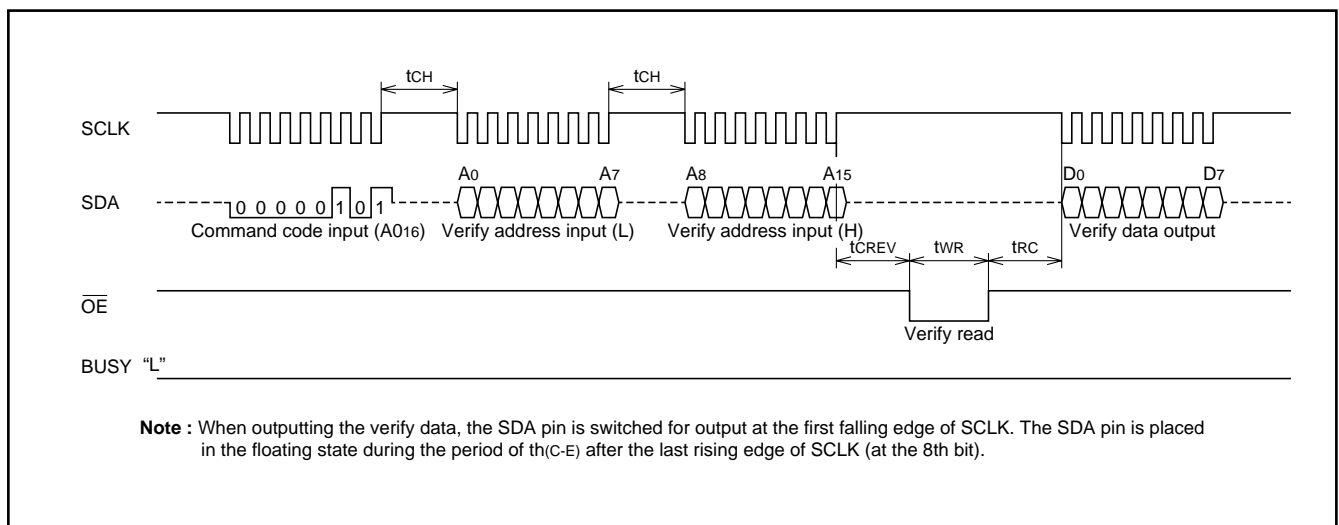 tCH tCH
SCLK
A0 A7 A8 A15 D0 D7
SDA 0 0 0 0 0 1 0 1
Command code input (A016) Verify address input (L) Verify address input (H) Verify data output
tCREV tWR tRC
OE
Verify read
BUSY “L”
Note : When outputting the verify data, the SDA pin is switched for output at the first falling edge of SCLK. The SDA pin is placed
in the floating state during the period of th(C-E) after the last rising edge of SCLK (at the 8th bit).